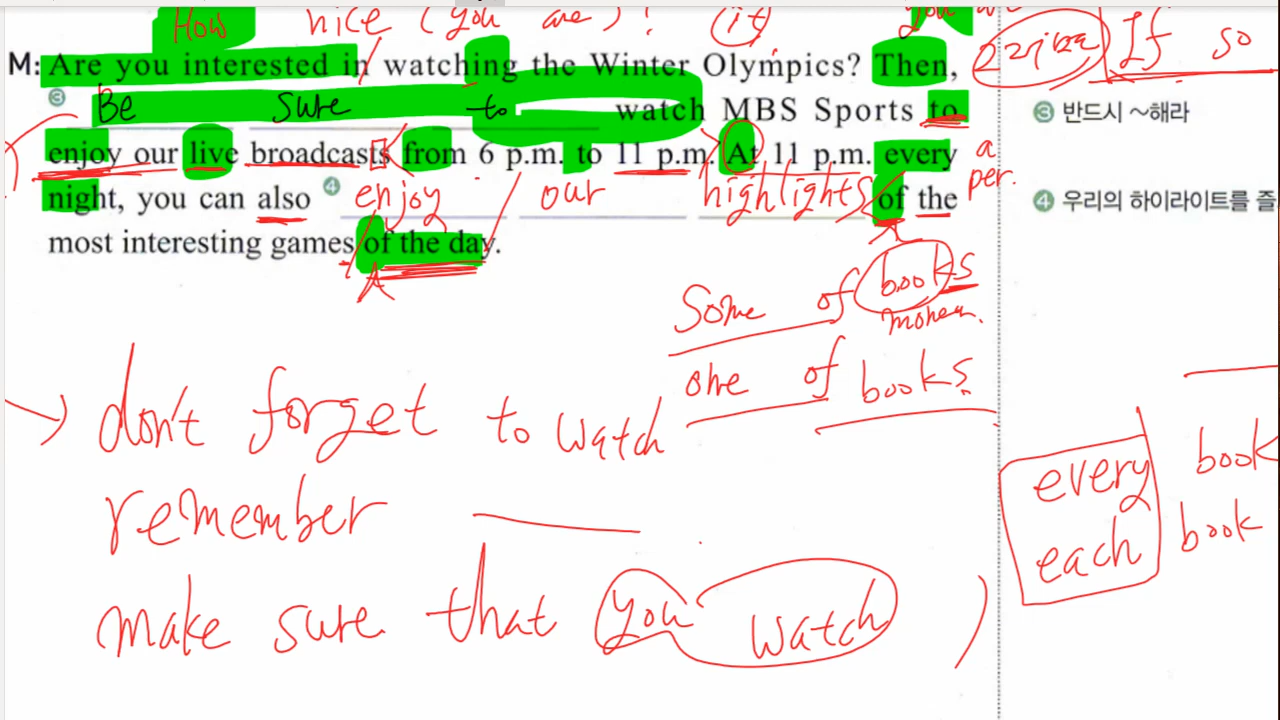 How nice (you are)! (it
M: Are you interested in watching the Winter Olympics? Then, If so
③ Be sure to watch MBS Sports to ③ 반드시 ~해라
enjoy our live broadcasts from 6 p.m. to 11 p.m. At 11 p.m. every a
per.
night, you can also ④ enjoy our highlights of the ④ 우리의 하이라이트를 즐
most interesting games of the day.
Some of books
one of books
→ don't forget to watch
remember
every book
each book
make sure that you watch )